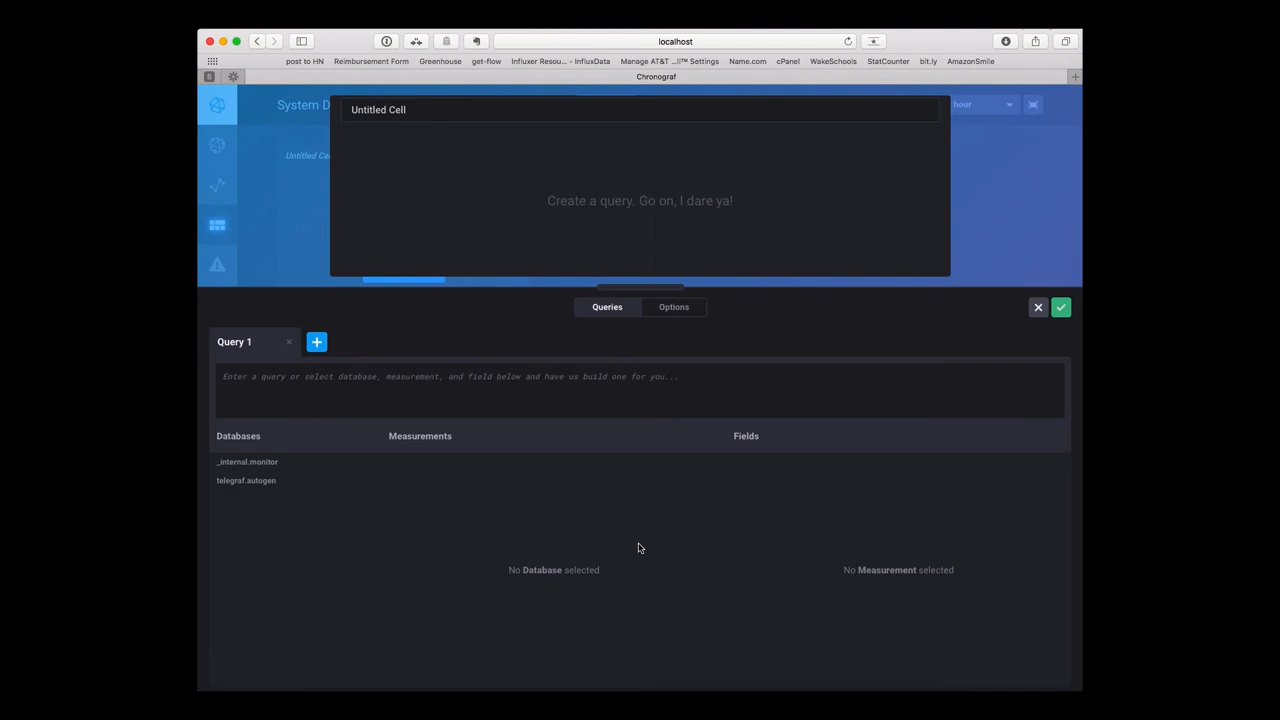 localhost
post to HN Reimbursement Form Greenhouse get-flow Influxer Resou... - InfluxData Manage AT&T ...ll™ Settings Name.com cPanel WakeSchools StatCounter bit.ly AmazonSmile
S Chronograf
System D
hour
Untitled Cell
Untitled Ce
Create a query. Go on, I dare ya!
Queries Options
Query 1
Enter a query or select database, measurement, and field below and have us build one for you...
Databases Measurements Fields
_internal.monitor
telegraf.autogen
No Database selected No Measurement selected